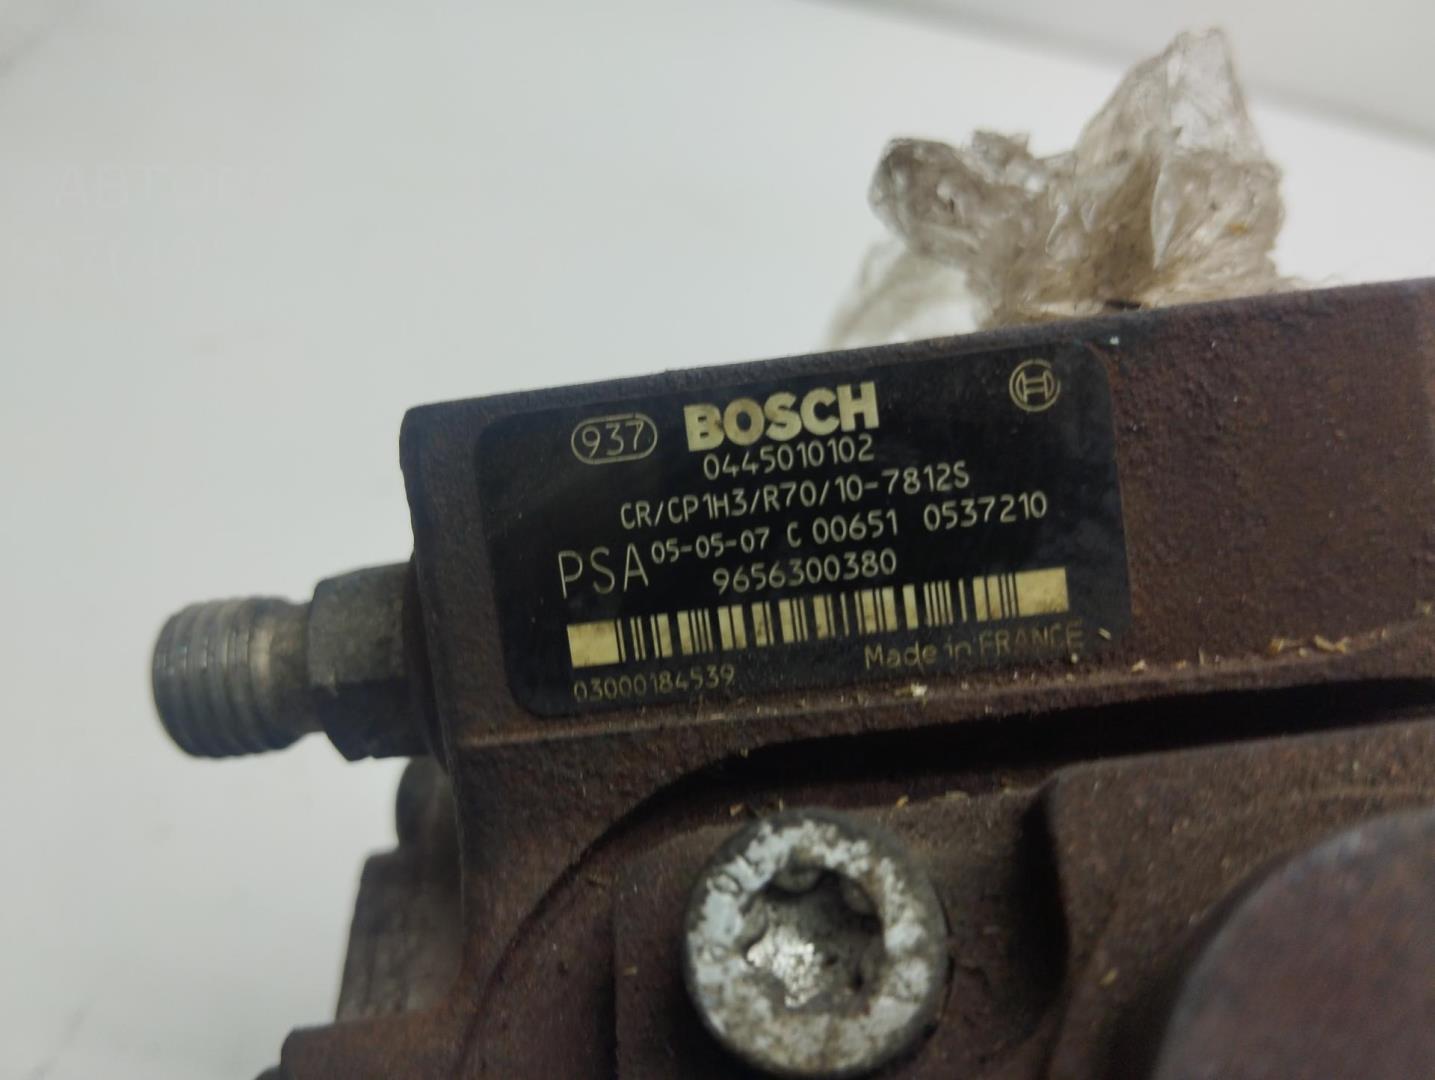 937 BOSCH
0445010102
CR/CP1H3/R70/10-7812S
PSA 05-05-07 C 00651 0537210
9656300380
03000184539 Made in FRANCE